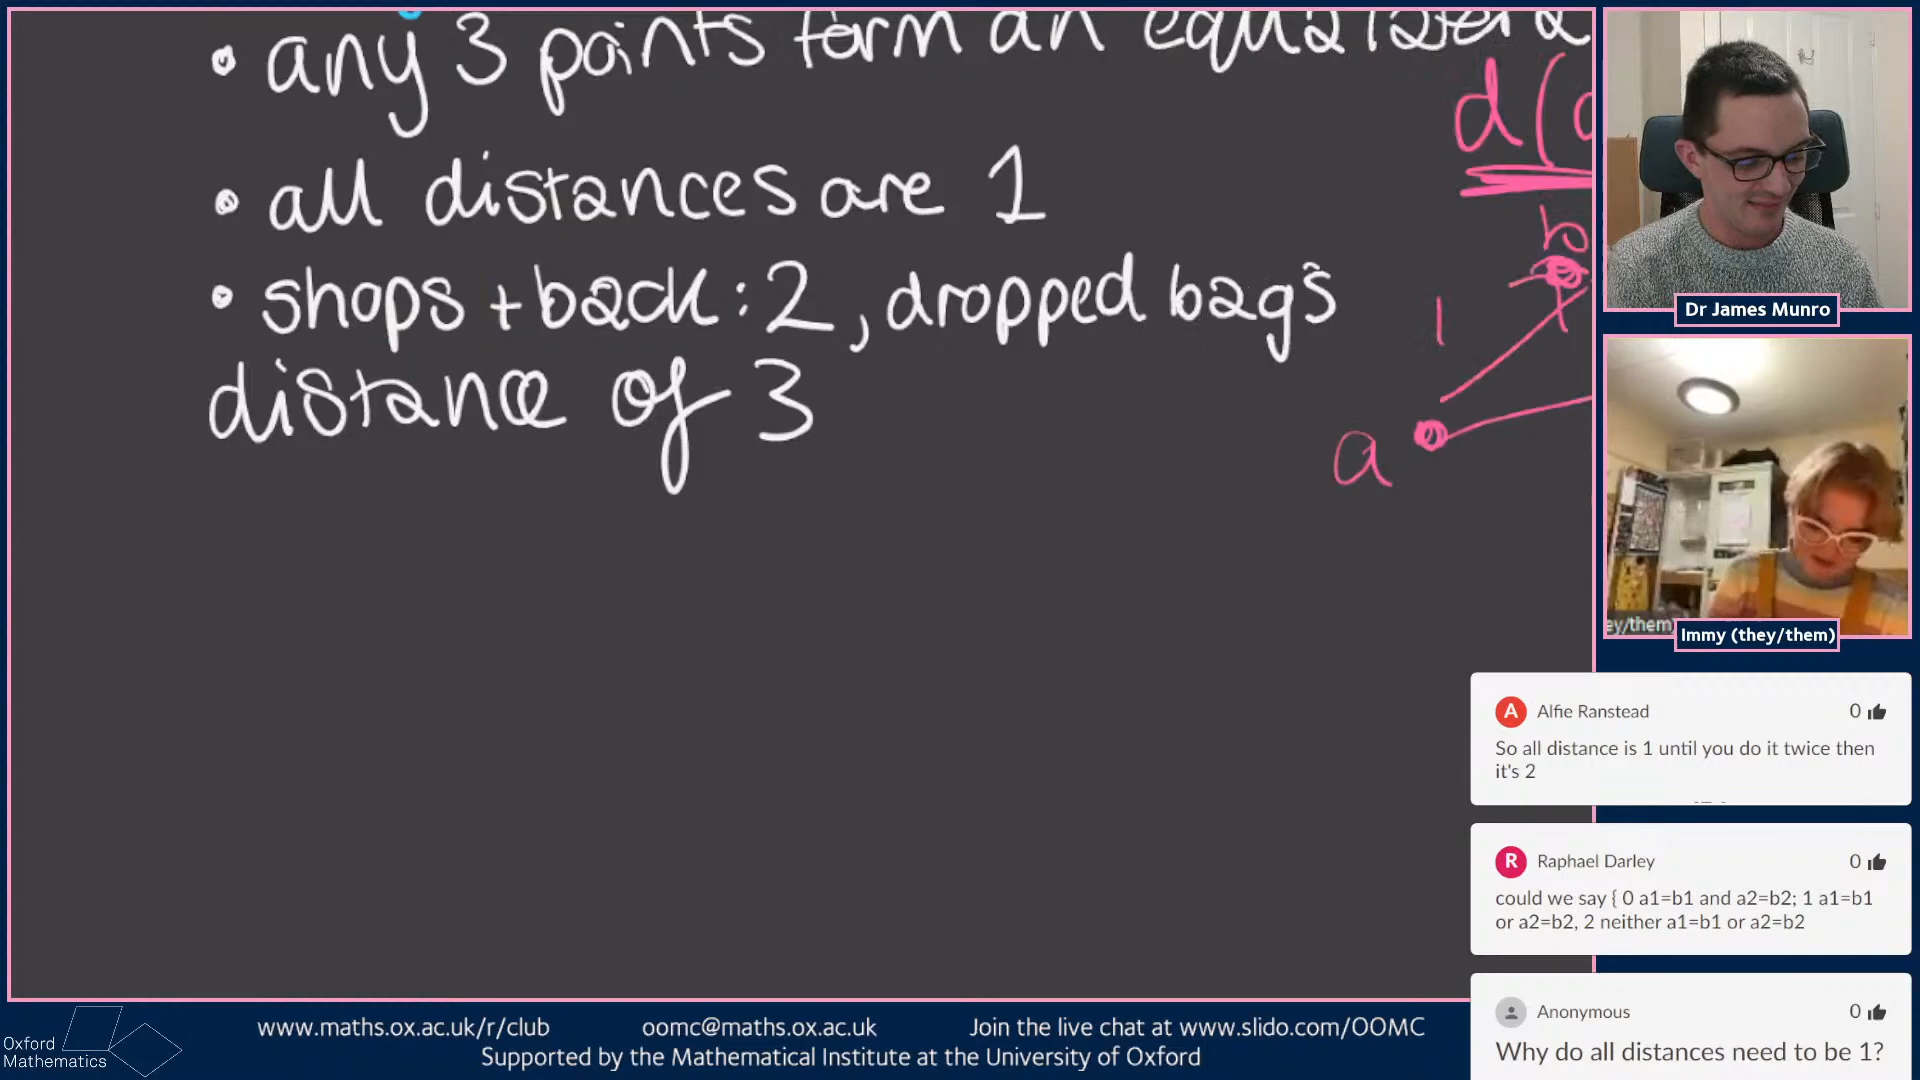 • any 3 points form an equilatera
• all distances are 1
• shops + back : 2, dropped bags
distance of 3
d(
b
1
a
Dr James Munro
ey/them)
Immy (they/them)
A Alfie Ranstead 0
So all distance is 1 until you do it twice then
it's 2
R Raphael Darley 0
could we say { 0 a1=b1 and a2=b2; 1 a1=b1
or a2=b2, 2 neither a1=b1 or a2=b2
Anonymous 0
Why do all distances need to be 1?
Oxford
Mathematics
www.maths.ox.ac.uk/r/club oomc@maths.ox.ac.uk Join the live chat at www.slido.com/OOMC
Supported by the Mathematical Institute at the University of Oxford